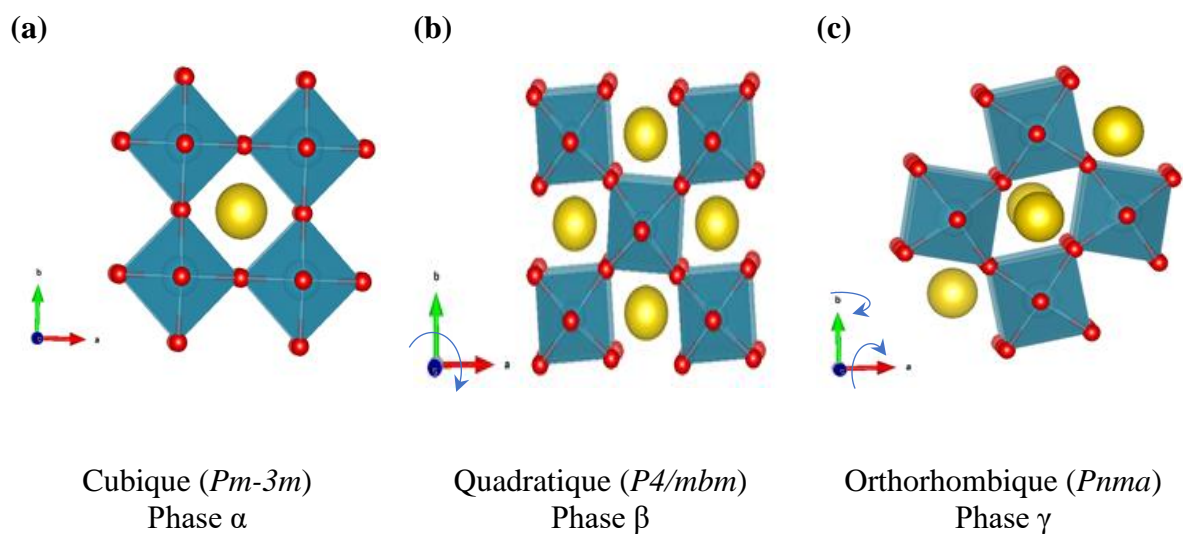 (a)
(b)
(c)
b
a
b
a
b
a
Cubique (Pm-3m)
Phase α
Quadratique (P4/mbm)
Phase β
Orthorhombique (Pnma)
Phase γ